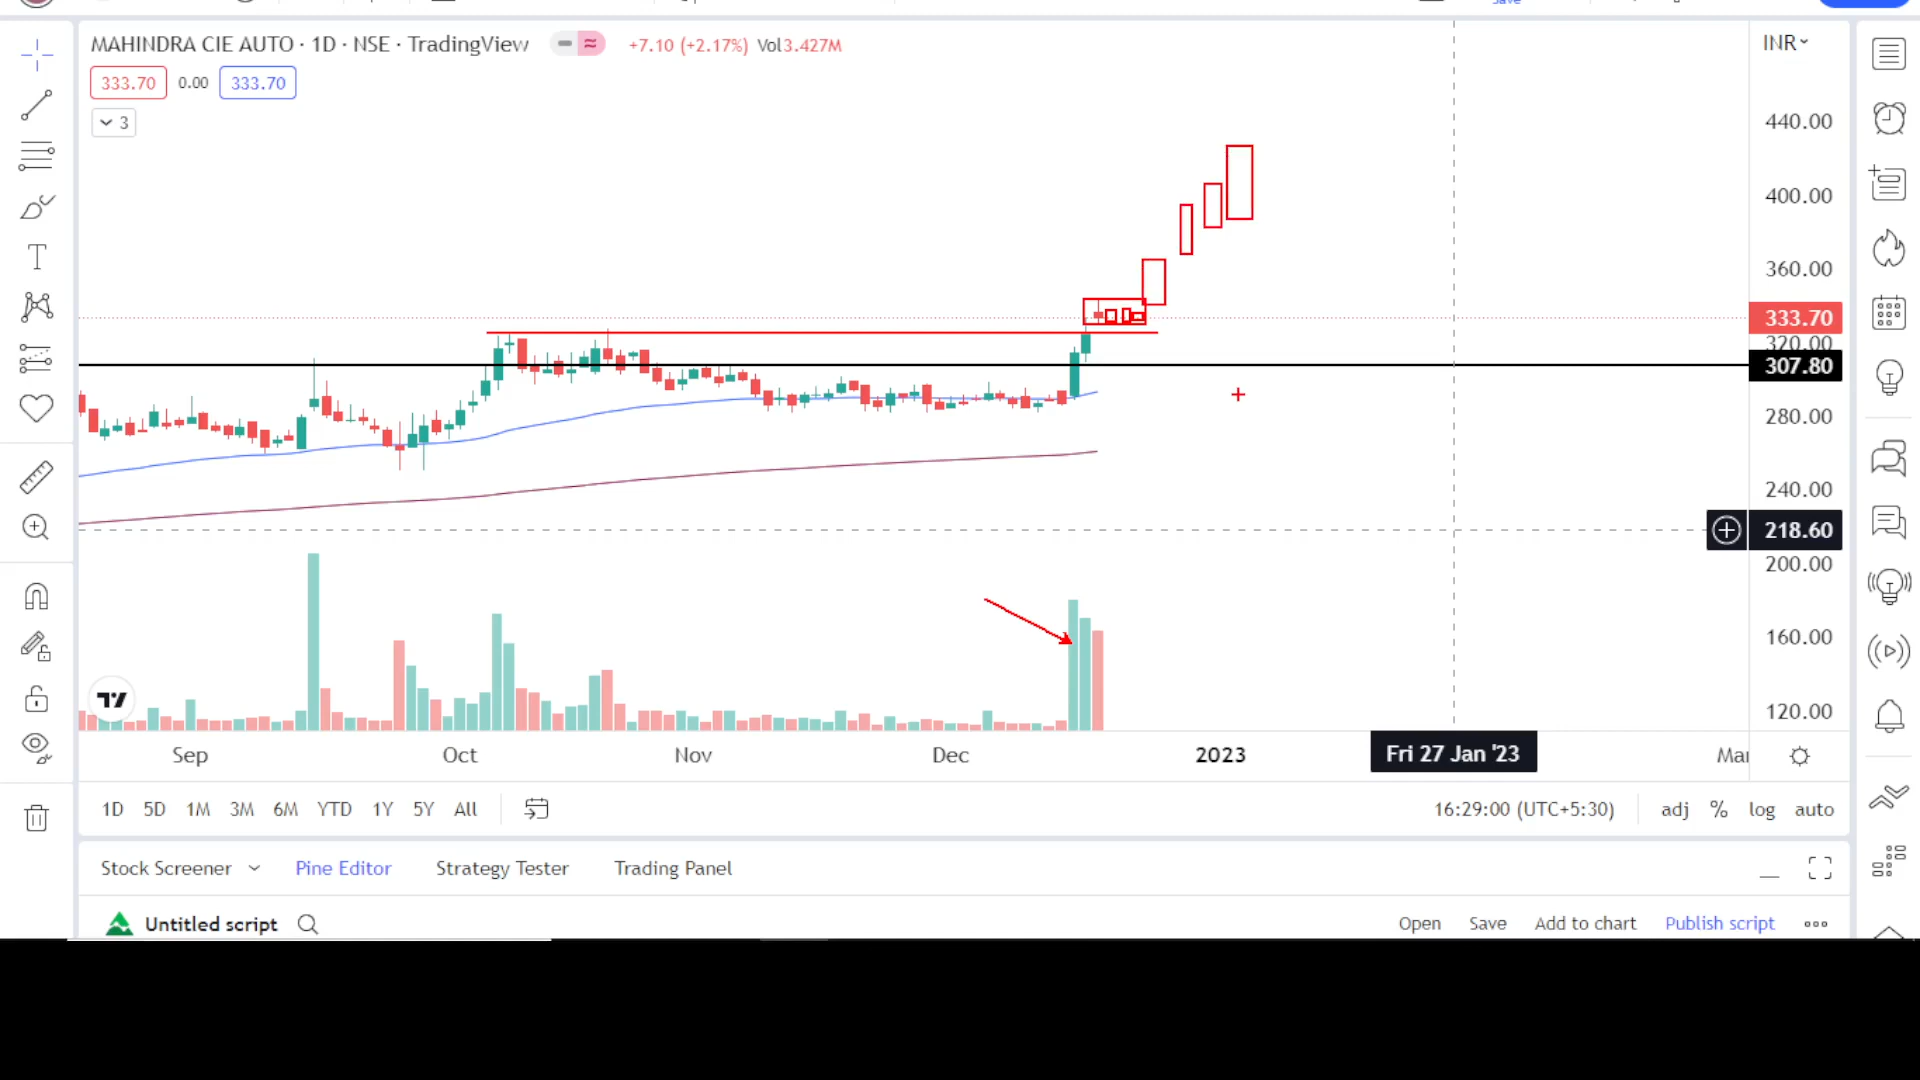 Save
MAHINDRA CIE AUTO · 1D · NSE · TradingView +7.10 (+2.17%) Vol3.427M
INR
333.70 0.00 333.70
3
440.00
400.00
360.00
333.70
320.00
307.80
280.00
240.00
218.60
200.00
160.00
120.00
Sep Oct Nov Dec 2023 Fri 27 Jan '23 Mar
1D 5D 1M 3M 6M YTD 1Y 5Y All 16:29:00 (UTC+5:30) adj % log auto
Stock Screener Pine Editor Strategy Tester Trading Panel
Untitled script Open Save Add to chart Publish script